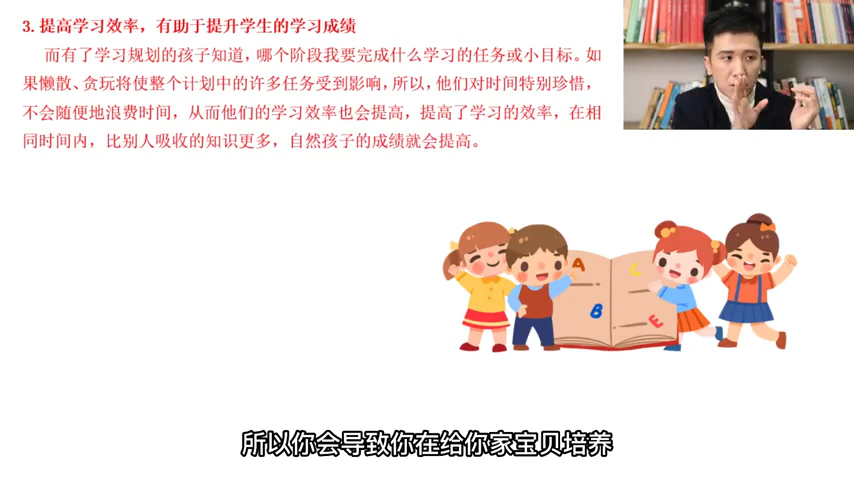 3. 提高学习效率，有助于提升学生的学习成绩
而有了学习规划的孩子知道，哪个阶段我要完成什么学习的任务或小目标。如
果懒散、贪玩将使整个计划中的许多任务受到影响，所以，他们对时间特别珍惜，
不会随便地浪费时间，从而他们的学习效率也会提高，提高了学习的效率，在相
同时间内，比别人吸收的知识更多，自然孩子的成绩就会提高。
A
C
B
E
所以你会导致你在给你家宝贝培养